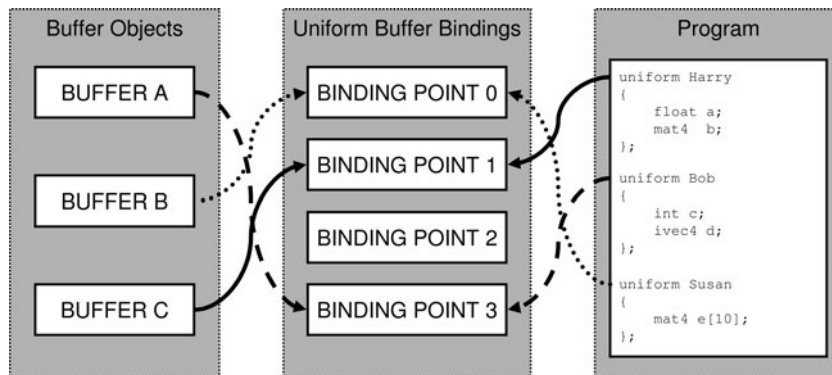 Buffer Objects
BUFFER A
BUFFER B
BUFFER C
Uniform Buffer Bindings
BINDING POINT 0
BINDING POINT 1
BINDING POINT 2
BINDING POINT 3
Program
uniform Harry
{
float a;
mat4 b;
};
uniform Bob
{
int c;
ivec4 d;
};
uniform Susan
{
mat4 e[10];
};